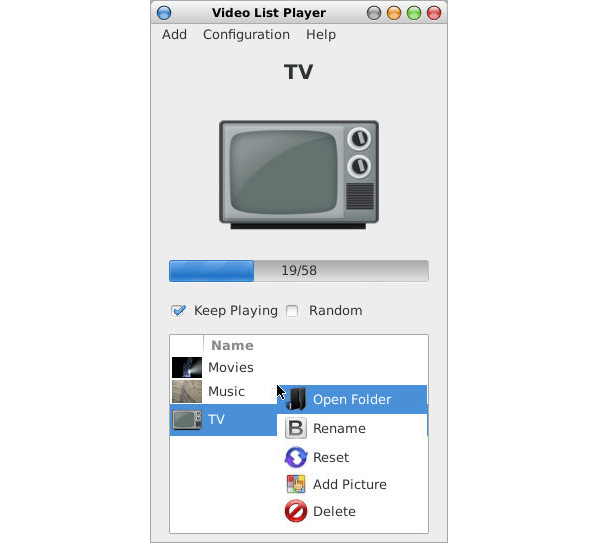 Video List Player
Add Configuration Help
TV
19/58
Keep Playing Random
Name
Movies
Music
Open Folder
TV
B Rename
Reset
Add Picture
Delete